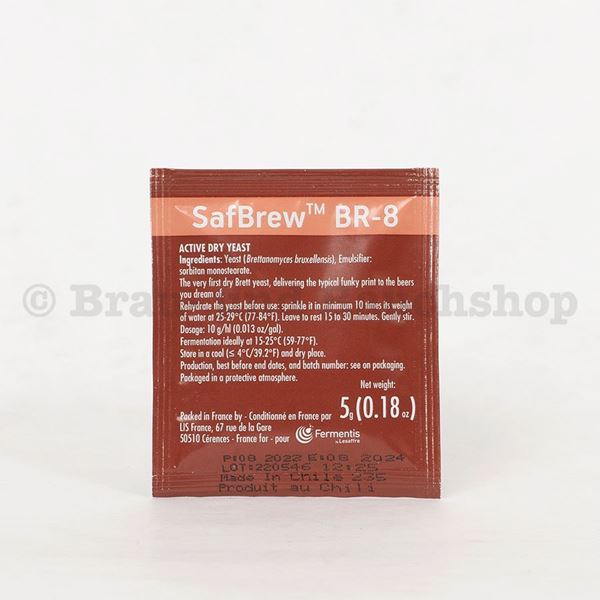 SafBrew™ BR-8
ACTIVE DRY YEAST
Ingredients: Yeast (Brettanomyces bruxellensis), Emulsifier:
sorbitan monostearate.
The very first dry Brett yeast, delivering the typical funky print to the beers
you dream of.
Rehydrate the yeast before use: sprinkle it in minimum 10 times its weight
of water at 25-29°C (77-84°F). Leave to rest 15 to 30 minutes. Gently stir.
Dosage: 10 g/hl (0.013 oz/gal).
Fermentation ideally at 15-25°C (59-77°F).
Store in a cool (≤ 4°C/39.2°F) and dry place.
Production, best before end dates, and batch number: see on packaging.
Packaged in a protective atmosphere.
Net weight:
5g (0.18 oz)
Packed in France by - Conditionné en France par
LIS France, 67 rue de la Gare
50510 Cérences - France for - pour
Fermentis
by Lesaffre
P:08 2022 E:08 2024
LOT:220546 12:25
Made In Chile 235
Produit au Chili
© Bra
hshop